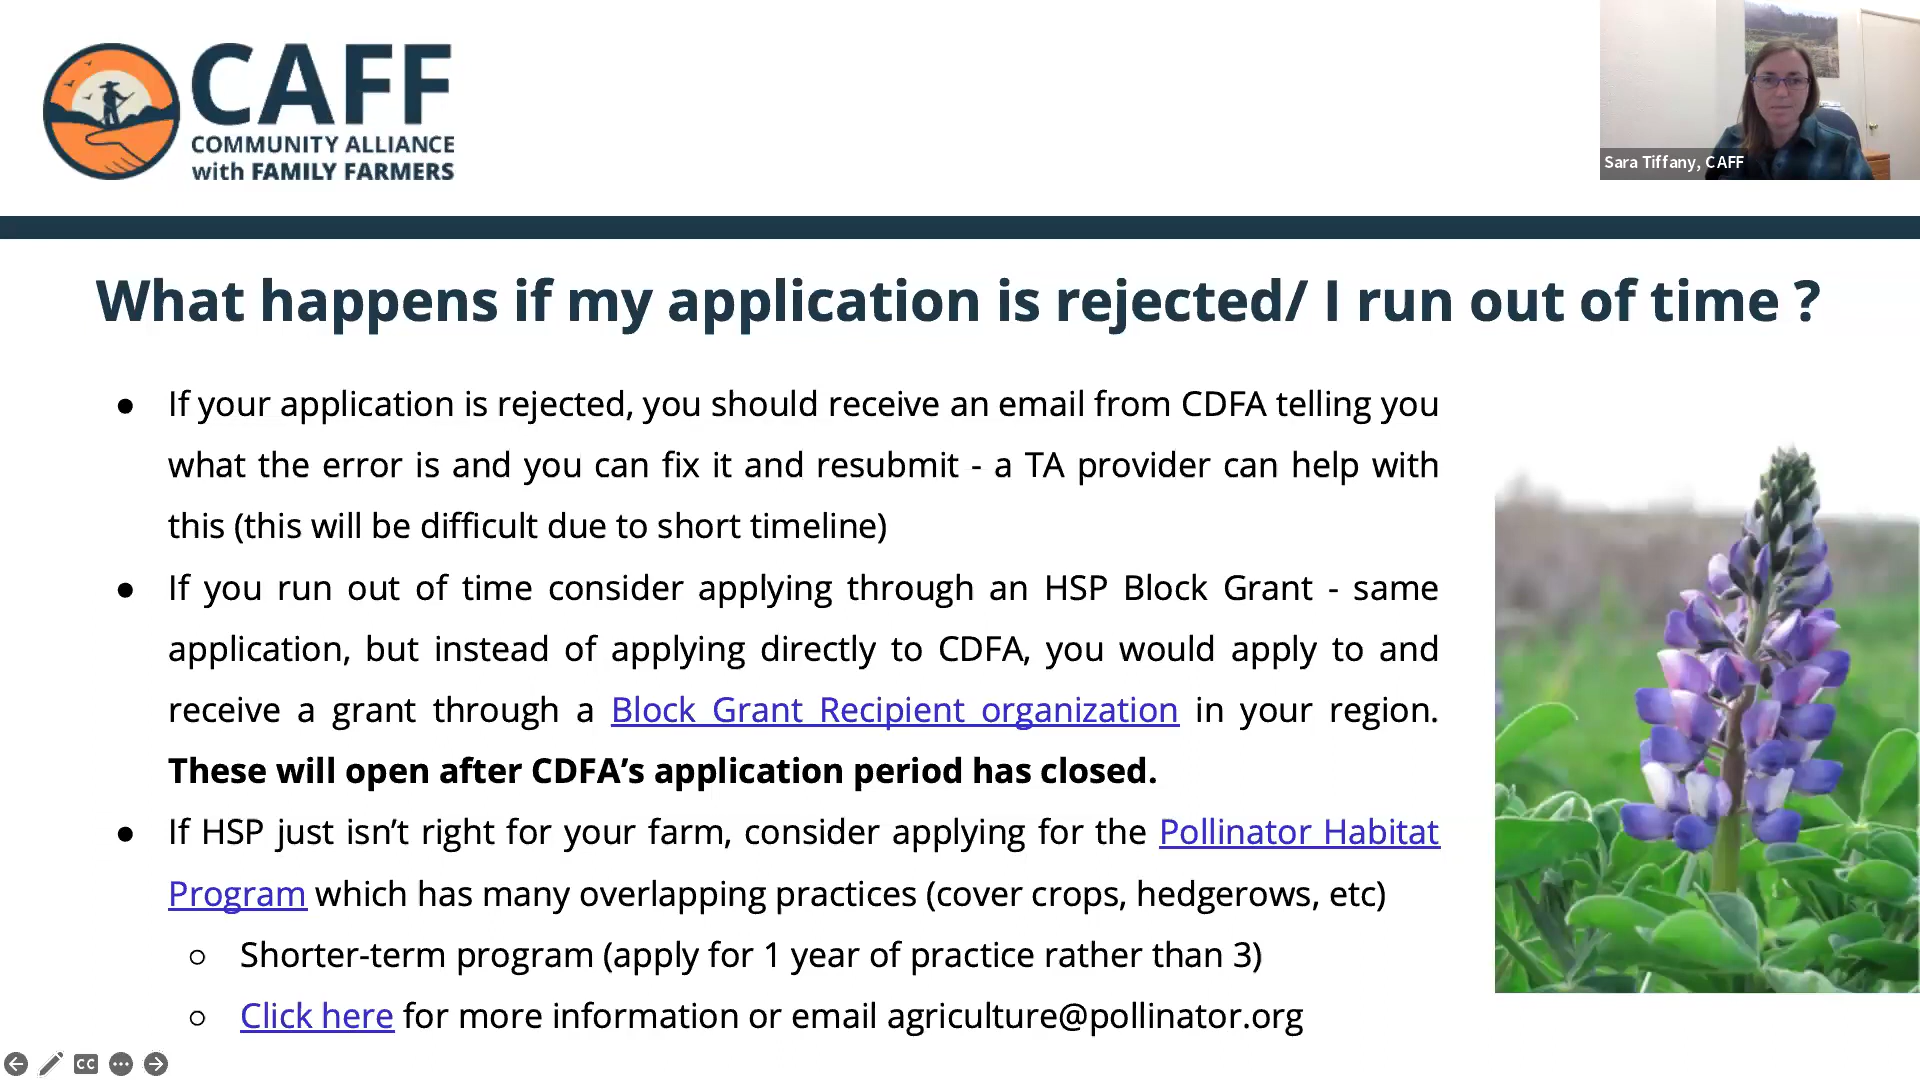 CAFF
COMMUNITY ALLIANCE
with FAMILY FARMERS
Sara Tiffany, CAFF
What happens if my application is rejected/ I run out of time ?
● If your application is rejected, you should receive an email from CDFA telling you
what the error is and you can fix it and resubmit - a TA provider can help with
this (this will be difficult due to short timeline)
● If you run out of time consider applying through an HSP Block Grant - same
application, but instead of applying directly to CDFA, you would apply to and
receive a grant through a Block Grant Recipient organization in your region.
These will open after CDFA’s application period has closed.
● If HSP just isn’t right for your farm, consider applying for the Pollinator Habitat
Program which has many overlapping practices (cover crops, hedgerows, etc)
○ Shorter-term program (apply for 1 year of practice rather than 3)
○ Click here for more information or email agriculture@pollinator.org
CC